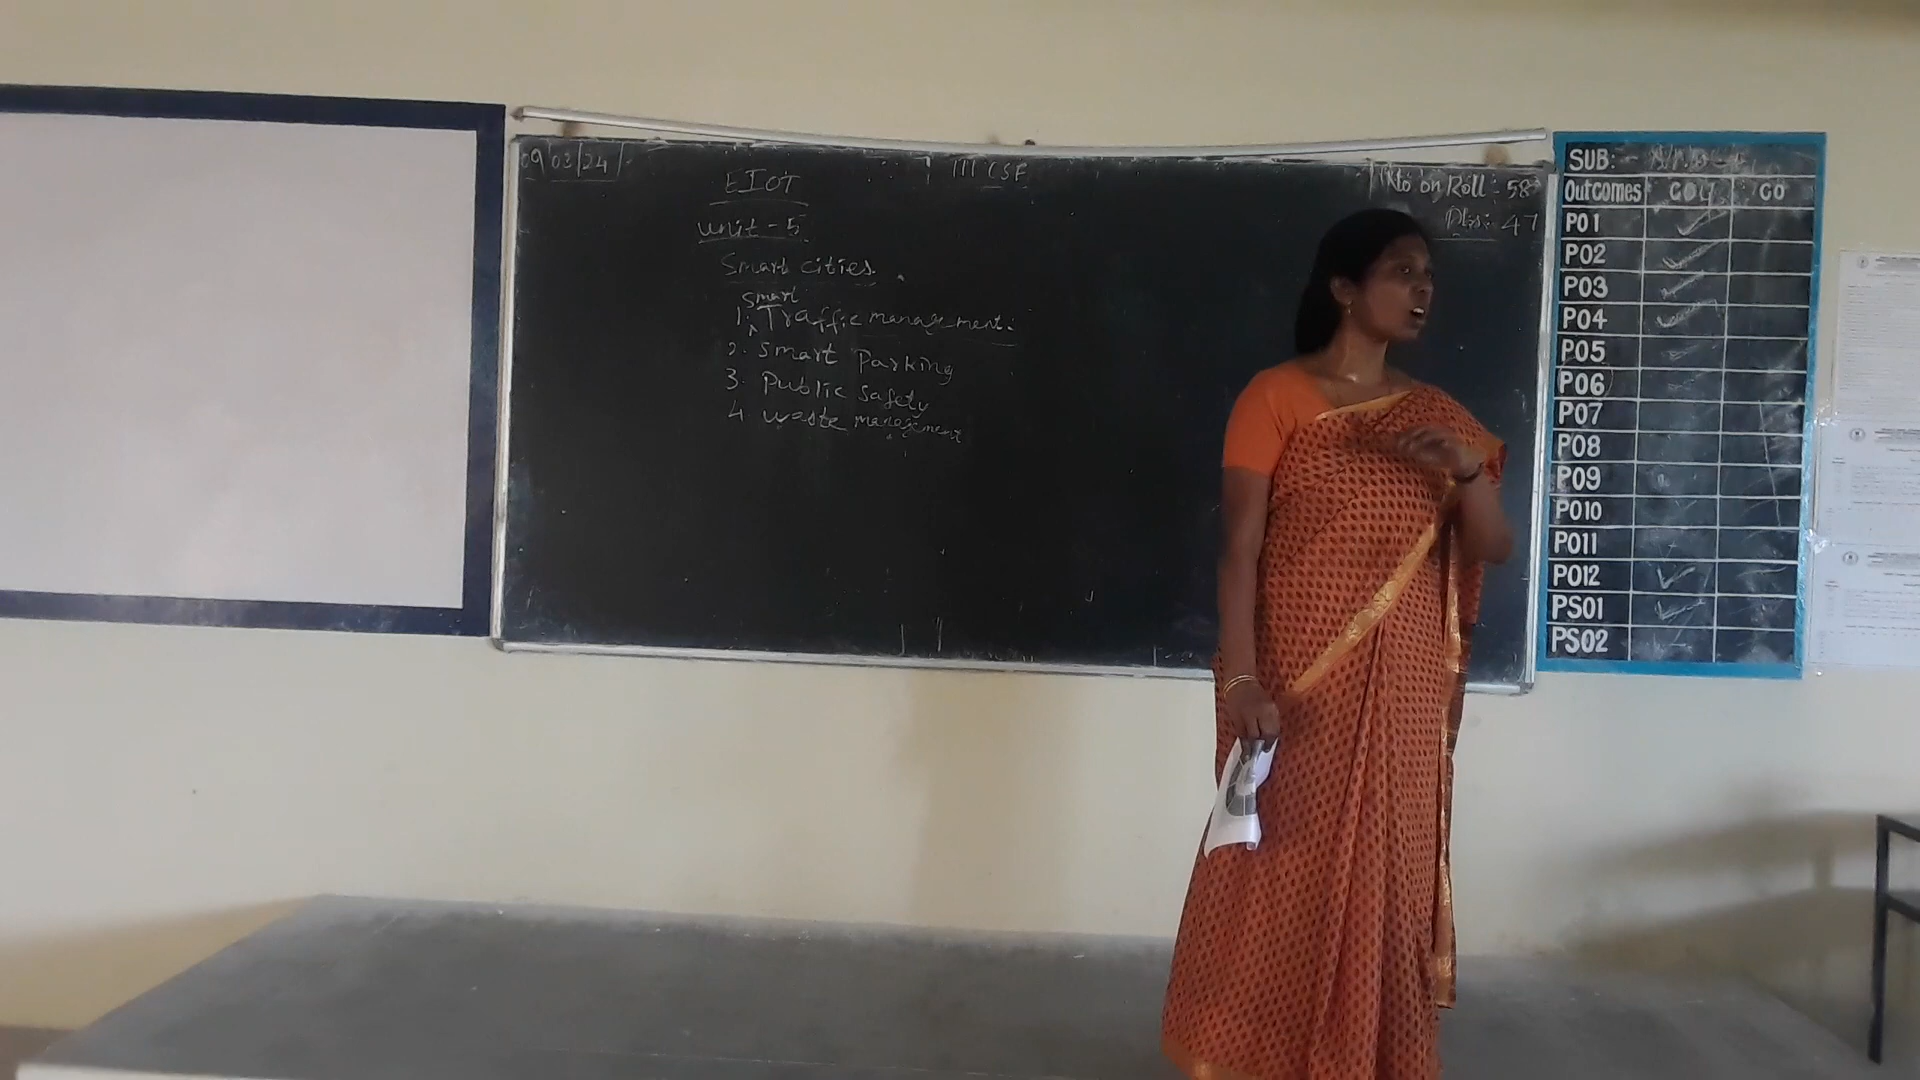 09/03/24
III CSE
EIOT
Unit - 5
Smart cities.
Smart
1. Traffic management:
2. Smart parking
3. Public Safety
4. Waste management
No on Roll : 58
47
SUB:-
Outcomes CO4 CO
PO1
PO2
PO3
PO4
PO5
PO6
PO7
PO8
PO9
PO10
PO11
PO12
PSO1
PSO2